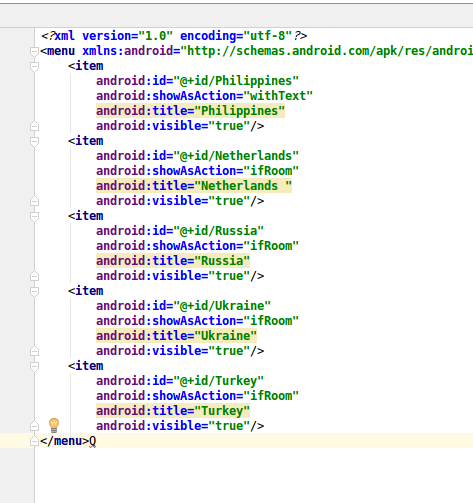 <?xml version="1.0" encoding="utf-8"?>
<menu xmlns:android="http://schemas.android.com/apk/res/androi
<item
android:id="@+id/Philippines"
android:showAsAction="withText"
android:title="Philippines"
android:visible="true"/>
<item
android:id="@+id/Netherlands"
android:showAsAction="ifRoom"
android:title="Netherlands "
android:visible="true"/>
<item
android:id="@+id/Russia"
android:showAsAction="ifRoom"
android:title="Russia"
android:visible="true"/>
<item
android:id="@+id/Ukraine"
android:showAsAction="ifRoom"
android:title="Ukraine"
android:visible="true"/>
<item
android:id="@+id/Turkey"
android:showAsAction="ifRoom"
android:title="Turkey"
android:visible="true"/>
</menu>Q